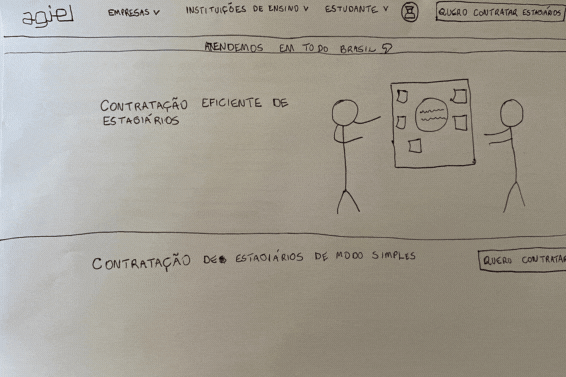 agiel
EMPRESAS v
INSTITUIÇÕES DE ENSINO v
ESTUDANTE v
QUERO CONTRATAR ESTAGIÁRIOS
ATENDEMOS EM TODO BRASIL
CONTRATAÇÃO EFICIENTE DE
ESTAGIÁRIOS
CONTRATAÇÃO DE ESTAGIÁRIOS DE MODO SIMPLES
QUERO CONTRATAR